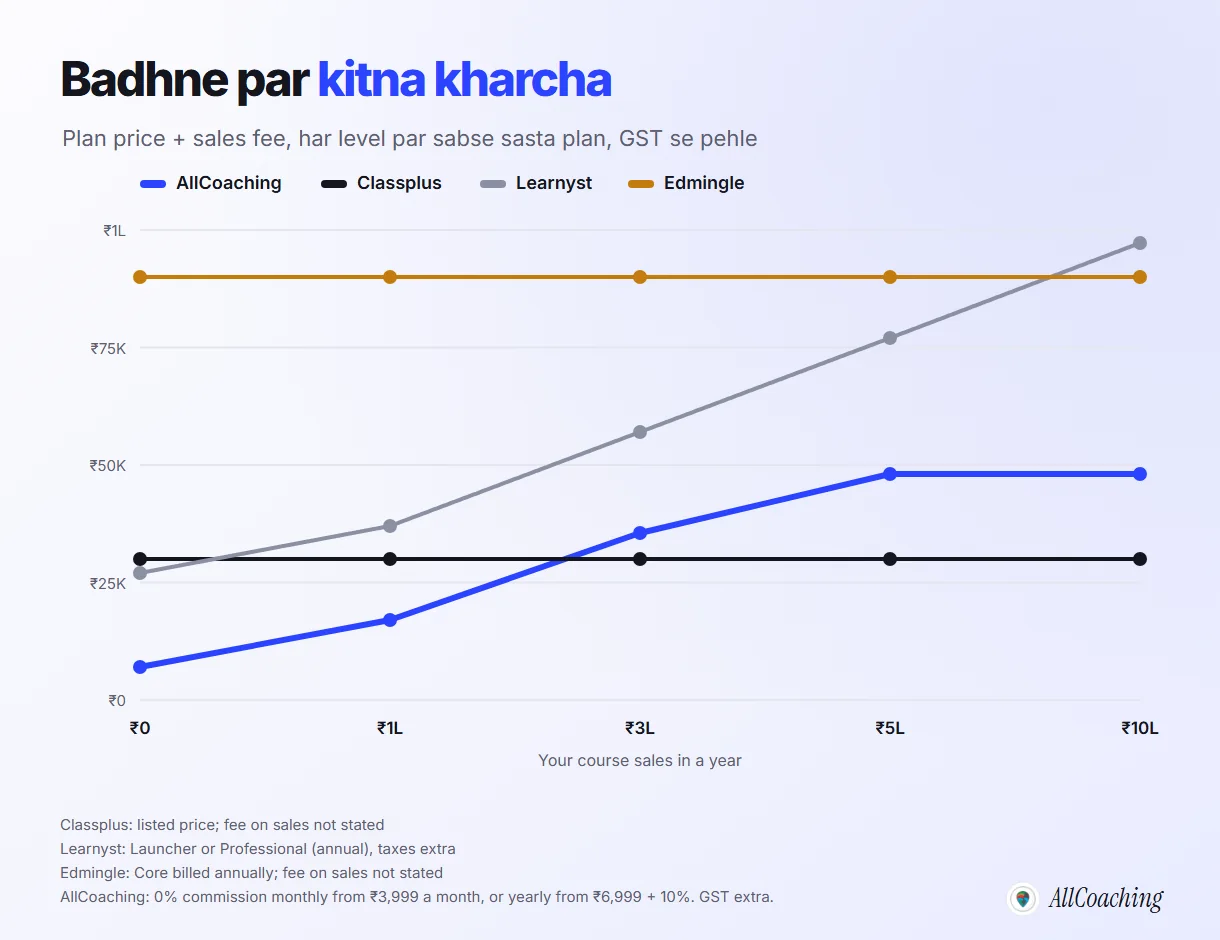 Badhne par kitna kharcha
Plan price + sales fee, har level par sabse sasta plan, GST se pehle
AllCoaching Classplus Learnyst Edmingle
₹1L
₹75K
₹50K
₹25K
₹0
₹0 ₹1L ₹3L ₹5L ₹10L
Your course sales in a year
Classplus: listed price; fee on sales not stated
Learnyst: Launcher or Professional (annual), taxes extra
Edmingle: Core billed annually; fee on sales not stated
AllCoaching: 0% commission monthly from ₹3,999 a month, or yearly from ₹6,999 + 10%. GST extra.
AllCoaching